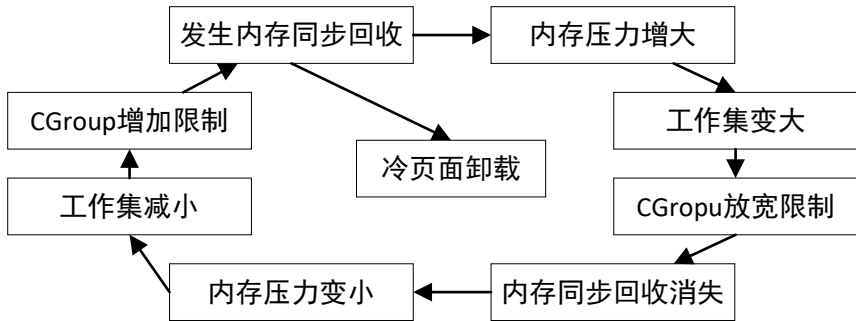 发生内存同步回收
内存压力增大
CGroup增加限制
工作集变大
冷页面卸载
工作集减小
CGropu放宽限制
内存压力变小
内存同步回收消失